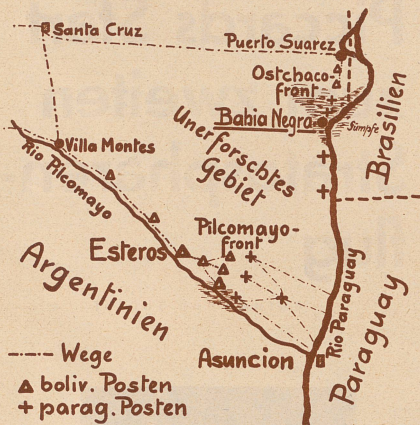 Santa Cruz
Puerto Suarez
Ostchaco-
front
Bahia Negra
Sümpfe
Brasilien
Unerforschtes
Gebiet
Villa Montes
Rio Pilcomayo
Pilcomayo-
front
Esteros
Argentinien
Rio Paraguay
Paraguay
Asuncion
Wege
boliv. Posten
parag. Posten